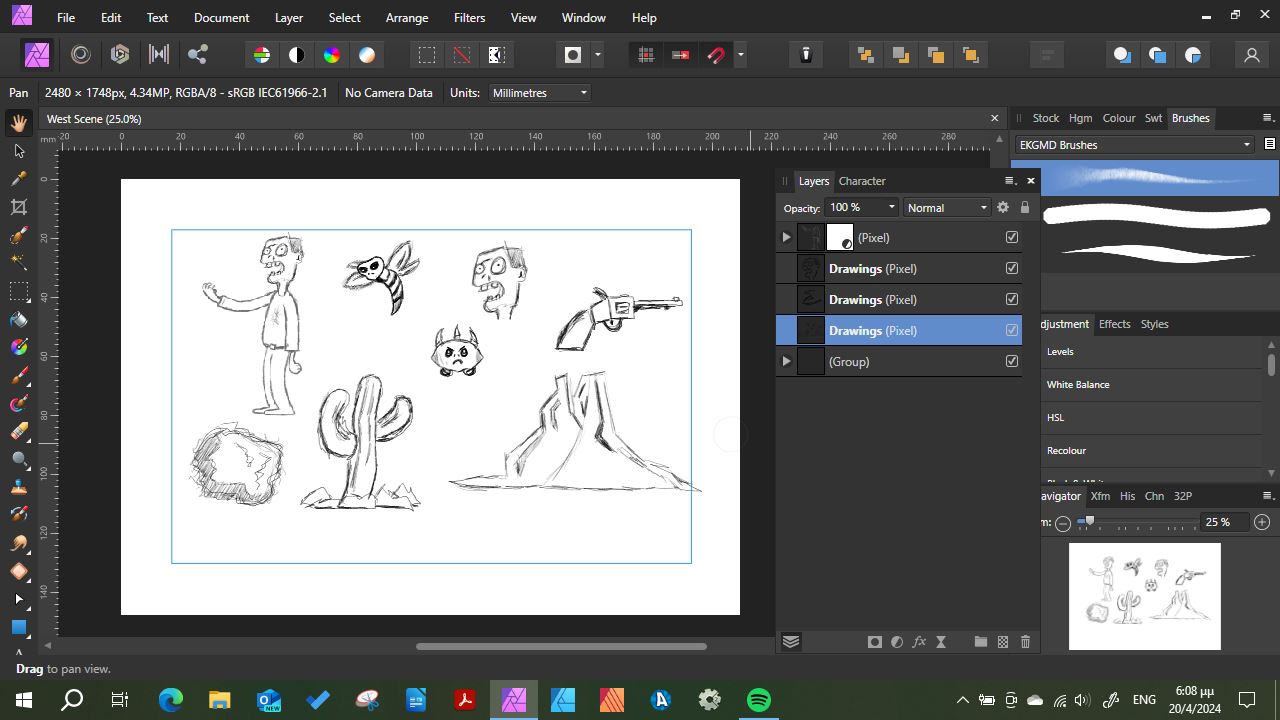 File Edit Text Document Layer Select Arrange Filters View Window Help
Pan 2480 × 1748px, 4.34MP, RGBA/8 - sRGB IEC61966-2.1 No Camera Data Units: Millimetres
West Scene (25.0%)
Stock Hgm Colour Swt Brushes
mm -20 0 20 40 60 80 100 120 140 160 180 200 220 240 260 280
EKGMD Brushes
Layers Character
Opacity: 100 % Normal
(Pixel)
Drawings (Pixel)
Drawings (Pixel)
Drawings (Pixel)
(Group)
0
20
40
60
80
100
120
140
djustment Effects Styles
Levels
White Balance
HSL
Recolour
avigator Xfm His Chn 32P
m: 25 %
Drag to pan view.
NEW
ENG
6:08 μμ
20/4/2024